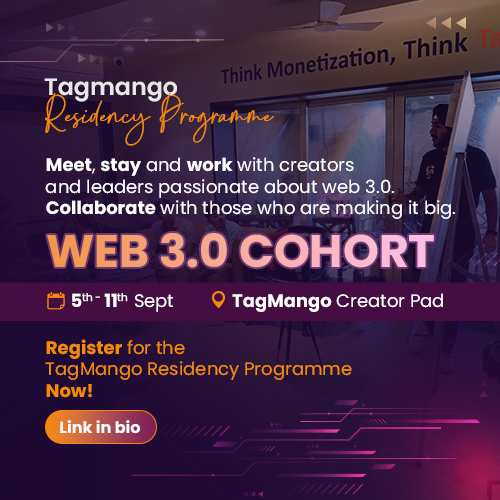 Think Monetization, Think Ta
Tagmango
Residency Programme
Meet, stay and work with creators
and leaders passionate about web 3.0.
Collaborate with those who are making it big.
WEB 3.0 COHORT
5th - 11th Sept TagMango Creator Pad
Register for the
TagMango Residency Programme
Now!
Link in bio